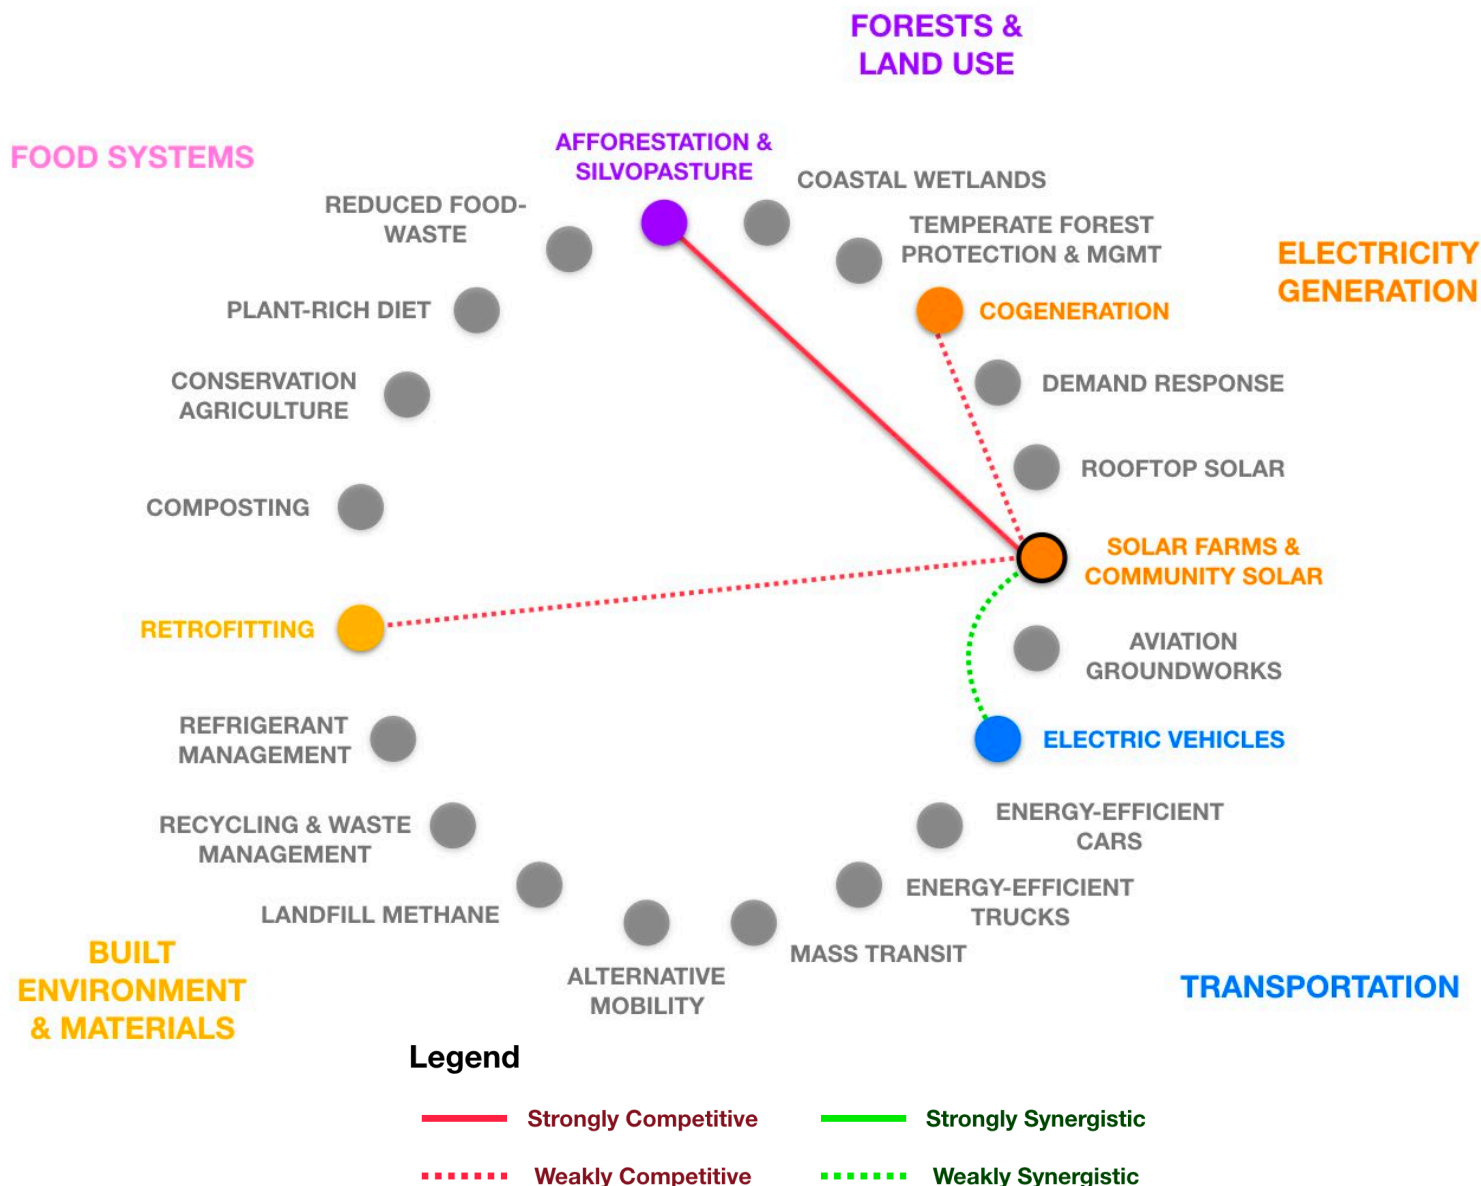 FORESTS &
LAND USE
FOOD SYSTEMS
AFFORESTATION &
SILVOPASTURE
COASTAL WETLANDS
REDUCED FOOD-
WASTE
TEMPERATE FOREST
PROTECTION & MGMT
ELECTRICITY
GENERATION
PLANT-RICH DIET
COGENERATION
CONSERVATION
AGRICULTURE
DEMAND RESPONSE
ROOFTOP SOLAR
COMPOSTING
SOLAR FARMS &
COMMUNITY SOLAR
RETROFITTING
AVIATION
GROUNDWORKS
REFRIGERANT
MANAGEMENT
ELECTRIC VEHICLES
RECYCLING & WASTE
MANAGEMENT
ENERGY-EFFICIENT
CARS
LANDFILL METHANE
ENERGY-EFFICIENT
TRUCKS
MASS TRANSIT
ALTERNATIVE
MOBILITY
BUILT
ENVIRONMENT
& MATERIALS
TRANSPORTATION
Legend
Strongly Competitive
Strongly Synergistic
Weakly Competitive
Weakly Synergistic